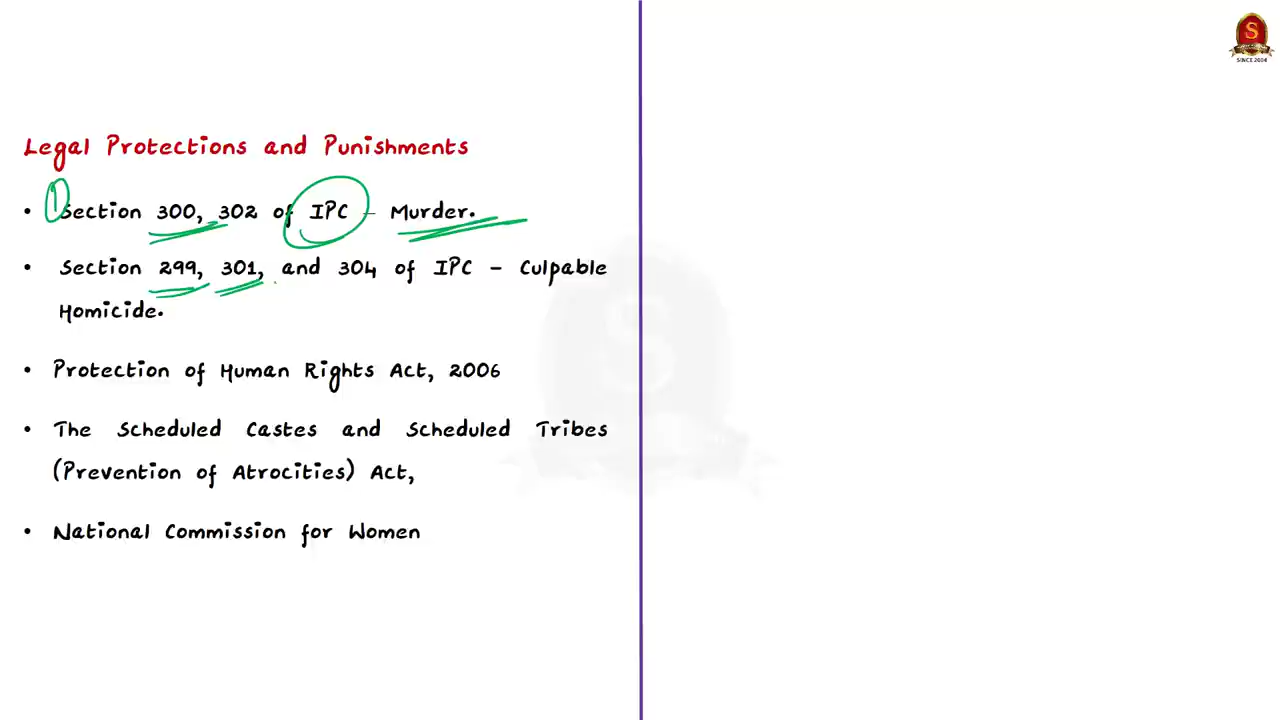 Legal Protections and Punishments
• Section 300, 302 of IPC – Murder.
• Section 299, 301, and 304 of IPC – Culpable
Homicide.
• Protection of Human Rights Act, 2006
• The Scheduled Castes and Scheduled Tribes
(Prevention of Atrocities) Act,
• National Commission for Women
S
SINCE 2004